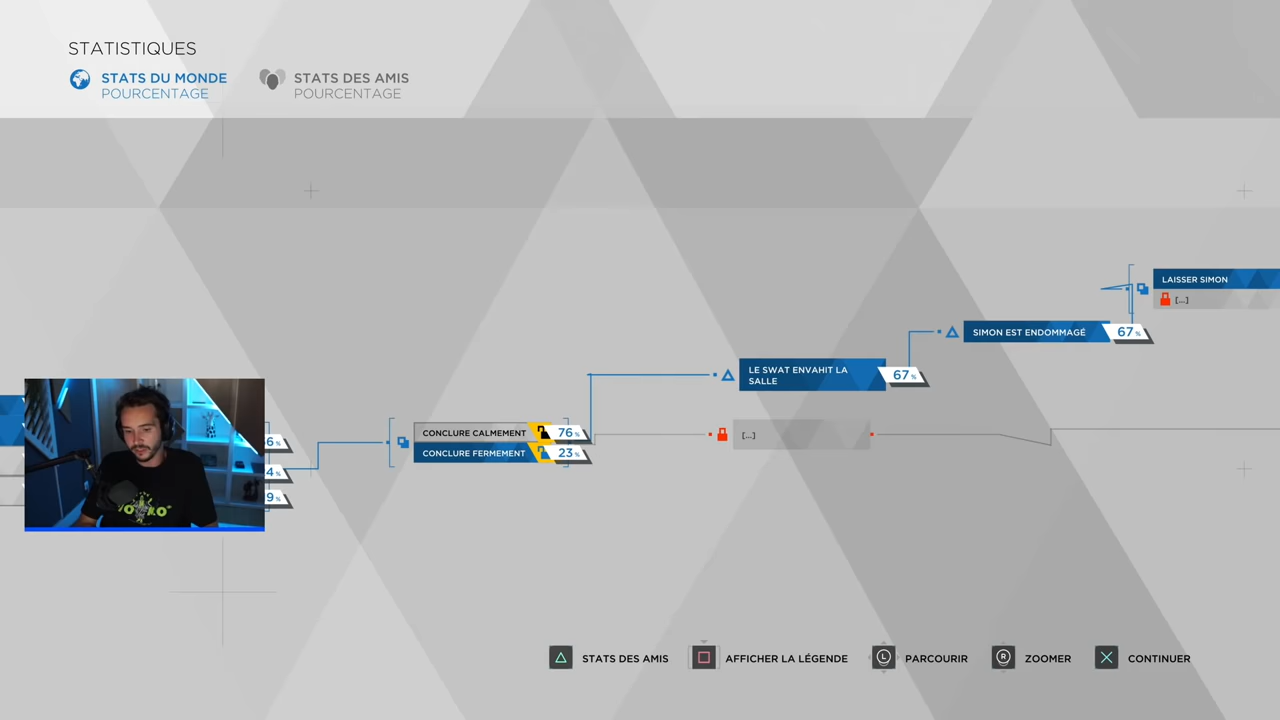 STATISTIQUES
STATS DU MONDE
POURCENTAGE
STATS DES AMIS
POURCENTAGE
LAISSER SIMON
[...]
SIMON EST ENDOMMAGÉ
67 %
LE SWAT ENVAHIT LA
SALLE
67 %
CONCLURE CALMEMENT
76 %
[...]
CONCLURE FERMEMENT
23 %
6 %
4 %
9 %
STATS DES AMIS
AFFICHER LA LÉGENDE
L
PARCOURIR
R
ZOOMER
CONTINUER